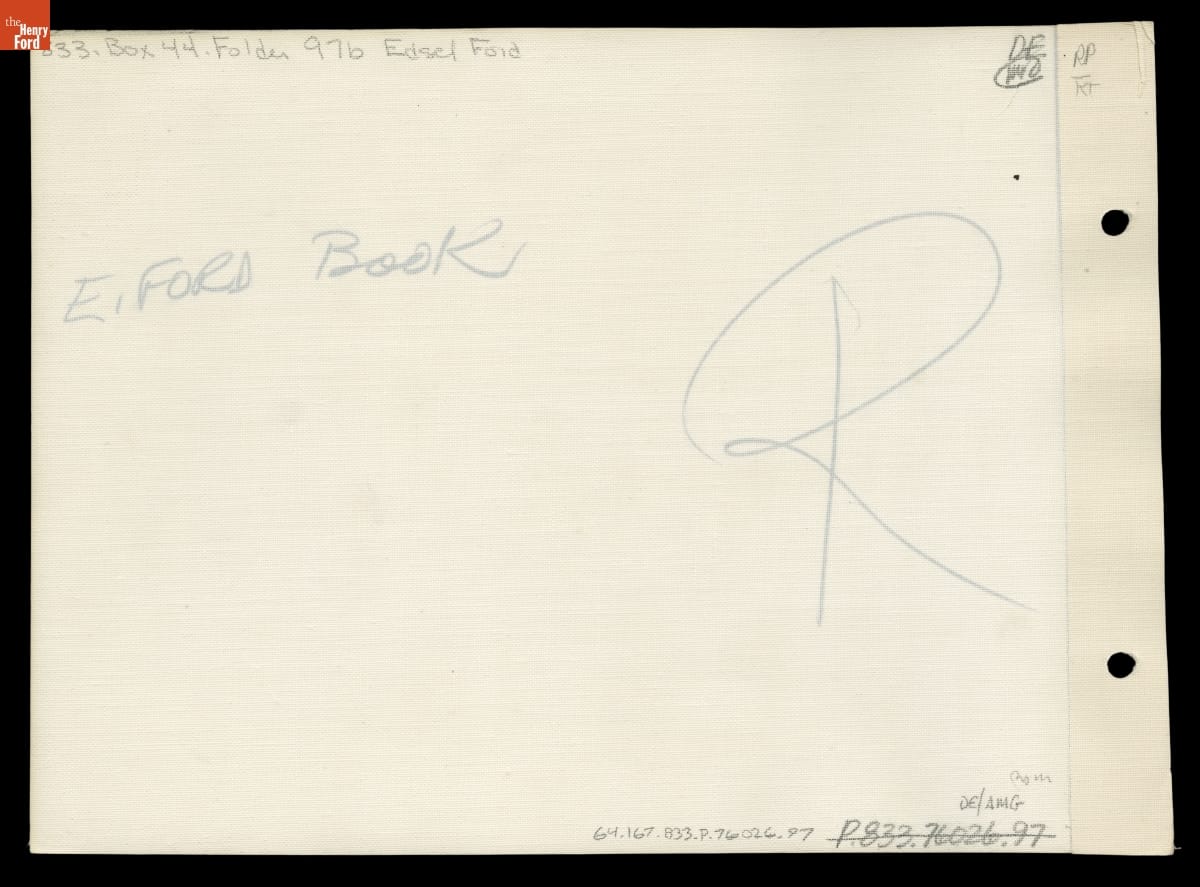 the
Henry
Ford
833. Box 44. Folder 97b Edsel Ford
DE
RP
RT
E. FORD BOOK
R
DE/AMG
64.167.833.P.76026.97 P.833.76026.97